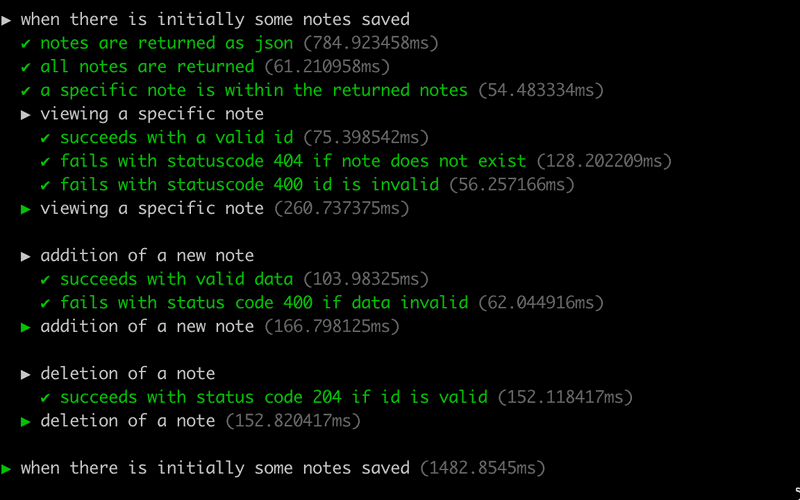 ▶ when there is initially some notes saved
✔ notes are returned as json (784.923458ms)
✔ all notes are returned (61.210958ms)
✔ a specific note is within the returned notes (54.483334ms)
▶ viewing a specific note
✔ succeeds with a valid id (75.398542ms)
✔ fails with statuscode 404 if note does not exist (128.202209ms)
✔ fails with statuscode 400 id is invalid (56.257166ms)
▶ viewing a specific note (260.737375ms)
▶ addition of a new note
✔ succeeds with valid data (103.98325ms)
✔ fails with status code 400 if data invalid (62.044916ms)
▶ addition of a new note (166.798125ms)
▶ deletion of a note
✔ succeeds with status code 204 if id is valid (152.118417ms)
▶ deletion of a note (152.820417ms)
▶ when there is initially some notes saved (1482.8545ms)